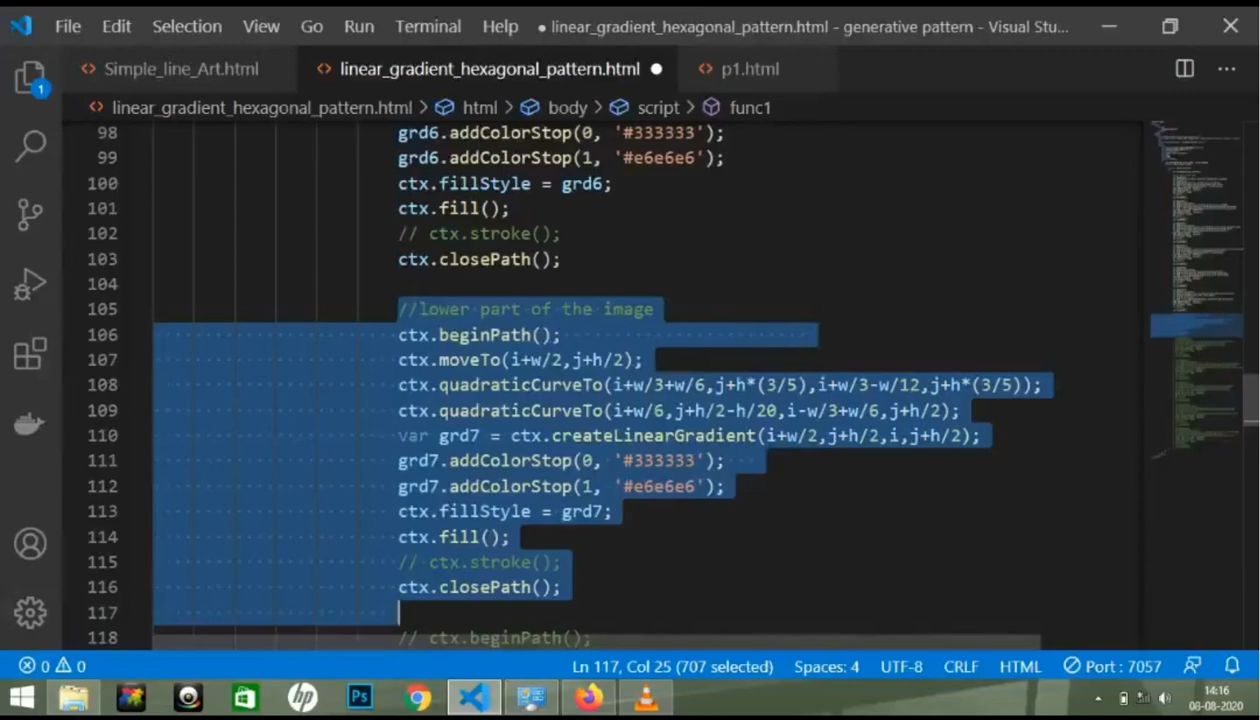 File Edit Selection View Go Run Terminal Help ● linear_gradient_hexagonal_pattern.html - generative pattern - Visual Stu...
Simple_line_Art.html linear_gradient_hexagonal_pattern.html ● p1.html ...
1
linear_gradient_hexagonal_pattern.html > html > body > script > func1
98 grd6.addColorStop(0, '#333333');
99 grd6.addColorStop(1, '#e6e6e6');
100 ctx.fillStyle = grd6;
101 ctx.fill();
102 // ctx.stroke();
103 ctx.closePath();
104
105 //lower part of the image
106 ctx.beginPath();
107 ctx.moveTo(i+w/2,j+h/2);
108 ctx.quadraticCurveTo(i+w/3+w/6,j+h*(3/5),i+w/3-w/12,j+h*(3/5));
109 ctx.quadraticCurveTo(i+w/6,j+h/2-h/20,i-w/3+w/6,j+h/2);
110 var grd7 = ctx.createLinearGradient(i+w/2,j+h/2,i,j+h/2);
111 grd7.addColorStop(0, '#333333');
112 grd7.addColorStop(1, '#e6e6e6');
113 ctx.fillStyle = grd7;
114 ctx.fill();
115 // ctx.stroke();
116 ctx.closePath();
117
118 // ctx.beginPath();
0 0 Ln 117, Col 25 (707 selected) Spaces: 4 UTF-8 CRLF HTML Port : 7057
hp Ps 14:16
08-08-2020